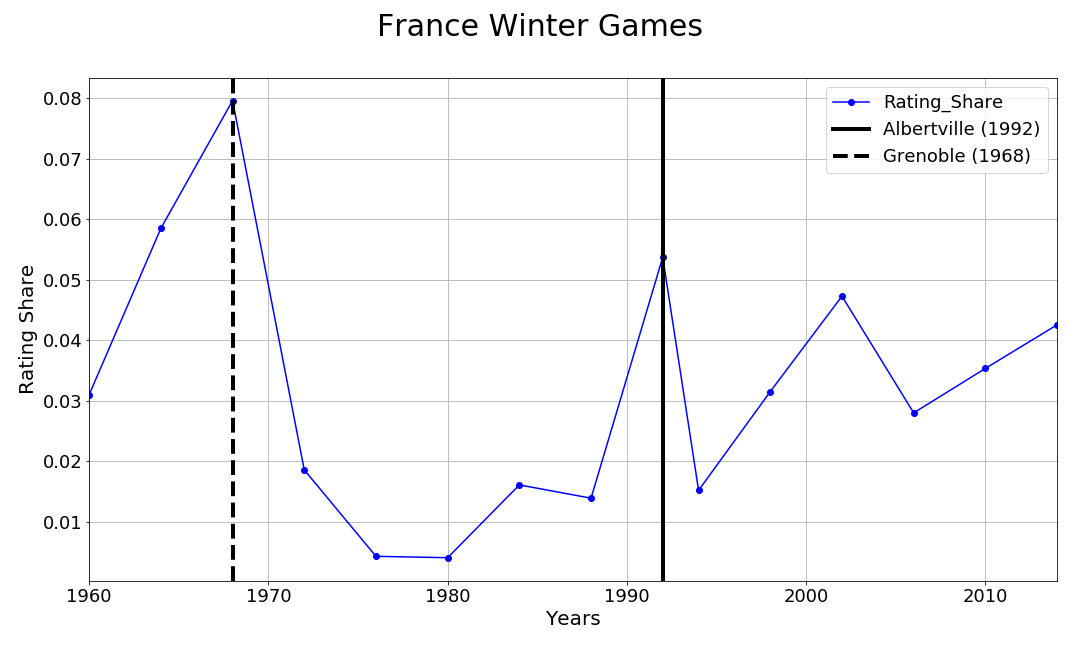 France Winter Games
Rating_Share
Albertville (1992)
Grenoble (1968)
Rating Share
0.08
0.07
0.06
0.05
0.04
0.03
0.02
0.01
1960 1970 1980 1990 2000 2010
Years